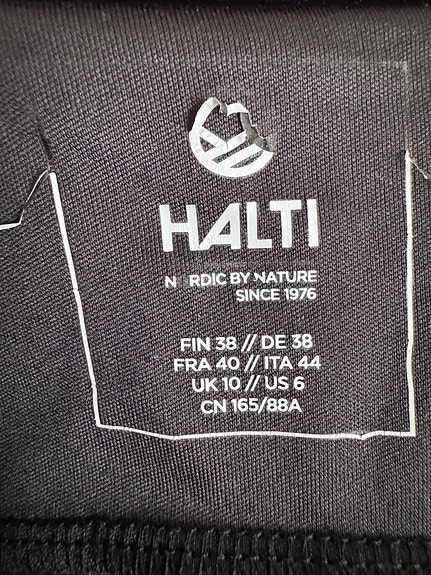 HALTI
N RDIC BY NATURE
SINCE 1976
FIN 38 // DE 38
FRA 40 // ITA 44
UK 10 // US 6
CN 165/88A